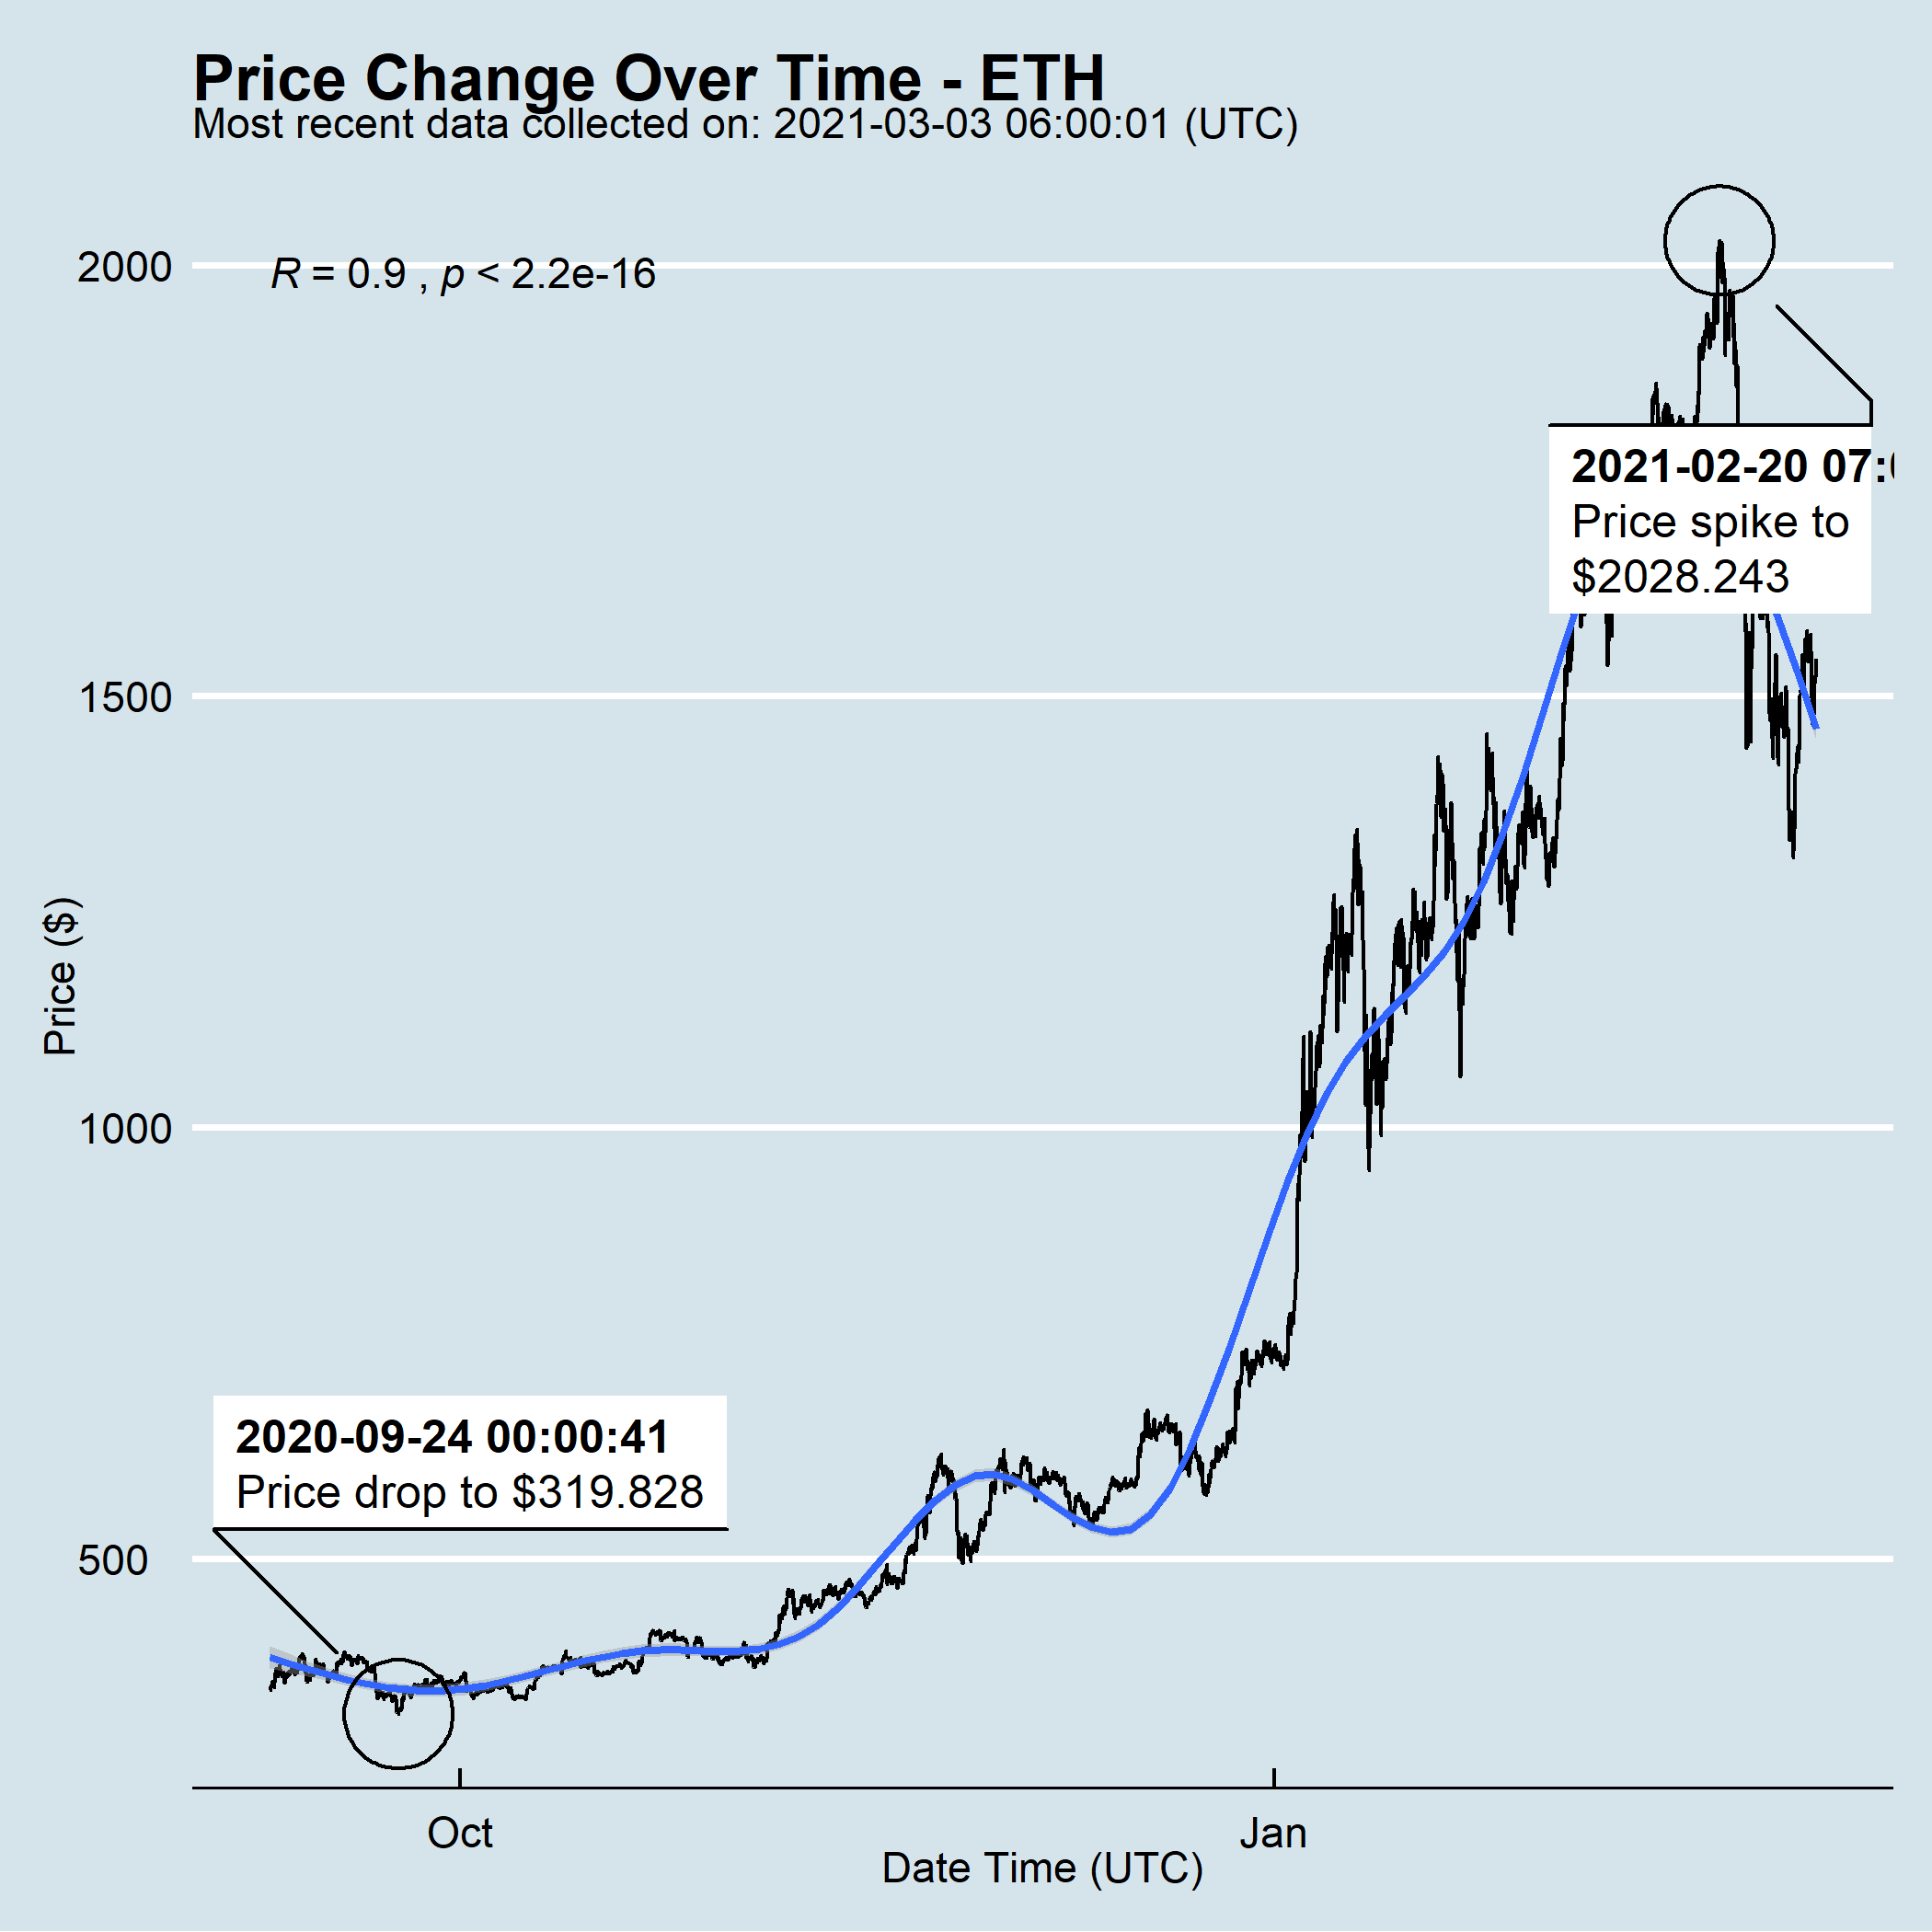 Price Change Over Time - ETH
Most recent data collected on: 2021-03-03 06:00:01 (UTC)
R = 0.9 , p < 2.2e-16
2000
1500
1000
500
Price ($)
2021-02-20 07:
Price spike to
$2028.243
2020-09-24 00:00:41
Price drop to $319.828
Oct
Jan
Date Time (UTC)